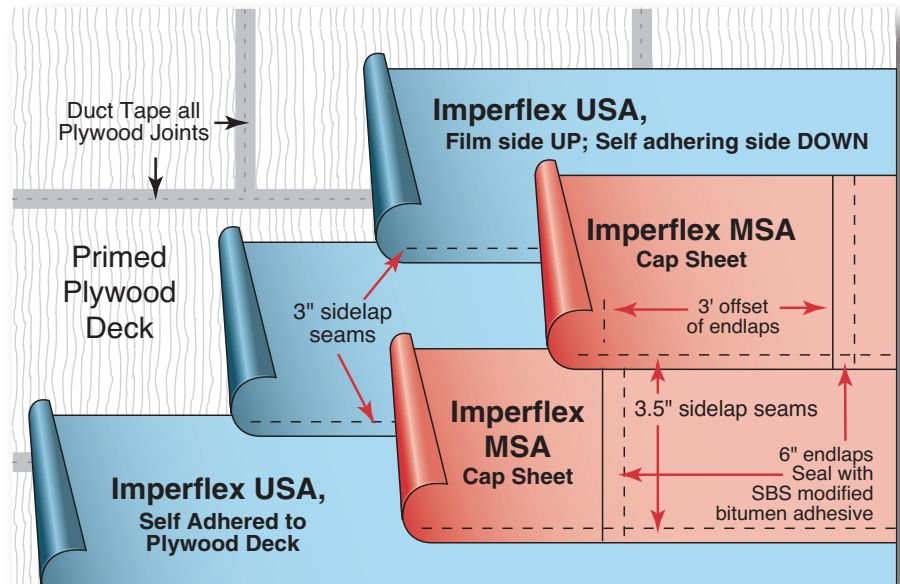 Duct Tape all
Plywood Joints
Imperflex USA,
Film side UP; Self adhering side DOWN
Imperflex MSA
Cap Sheet
Primed
Plywood
Deck
3" sidelap
seams
3' offset
of endlaps
Imperflex
MSA
Cap Sheet
3.5" sidelap seams
6" endlaps
Seal with
SBS modified
bitumen adhesive
Imperflex USA,
Self Adhered to
Plywood Deck